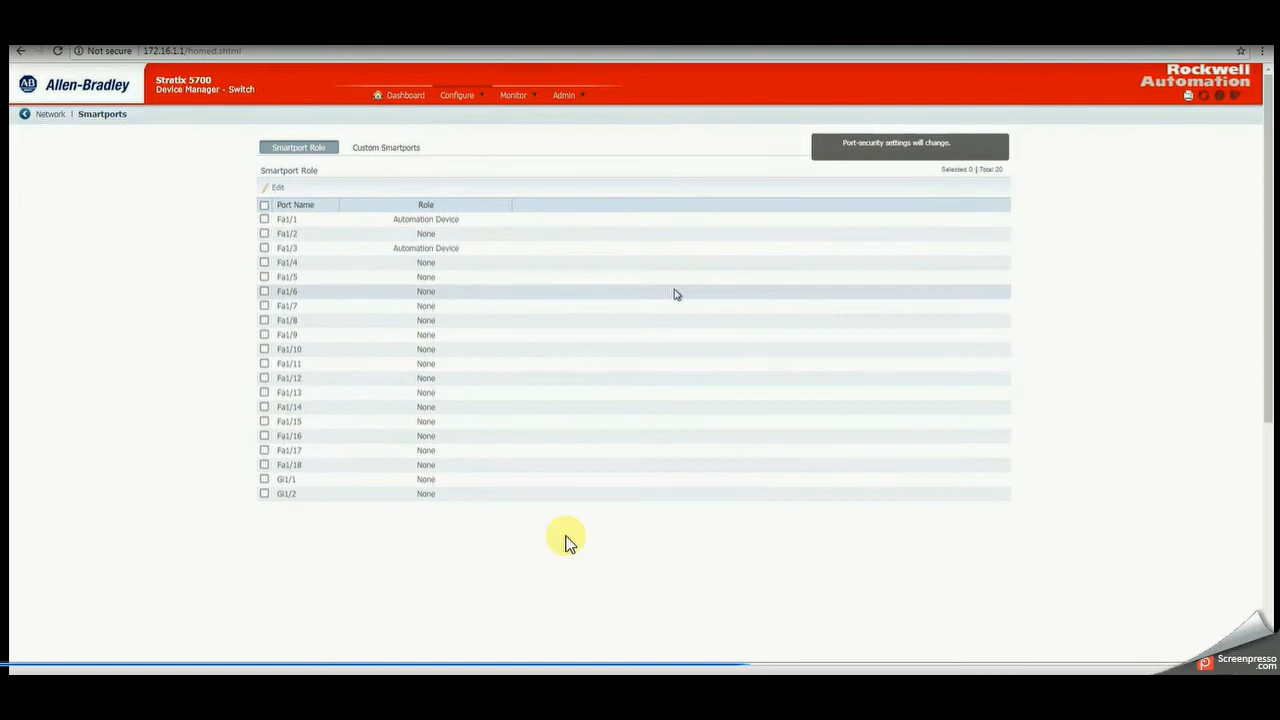 Not secure | 172.16.1.1/homed.shtml
AB Allen-Bradley
Stratix 5700
Device Manager - Switch
Dashboard Configure Monitor Admin
Rockwell
Automation
Network | Smartports
Smartport Role Custom Smartports
Port-security settings will change.
Smartport Role
Selected 0 | Total 20
Edit
Port Name Role
Fa1/1 Automation Device
Fa1/2 None
Fa1/3 Automation Device
Fa1/4 None
Fa1/5 None
Fa1/6 None
Fa1/7 None
Fa1/8 None
Fa1/9 None
Fa1/10 None
Fa1/11 None
Fa1/12 None
Fa1/13 None
Fa1/14 None
Fa1/15 None
Fa1/16 None
Fa1/17 None
Fa1/18 None
Gi1/1 None
Gi1/2 None
Screenpresso
.com